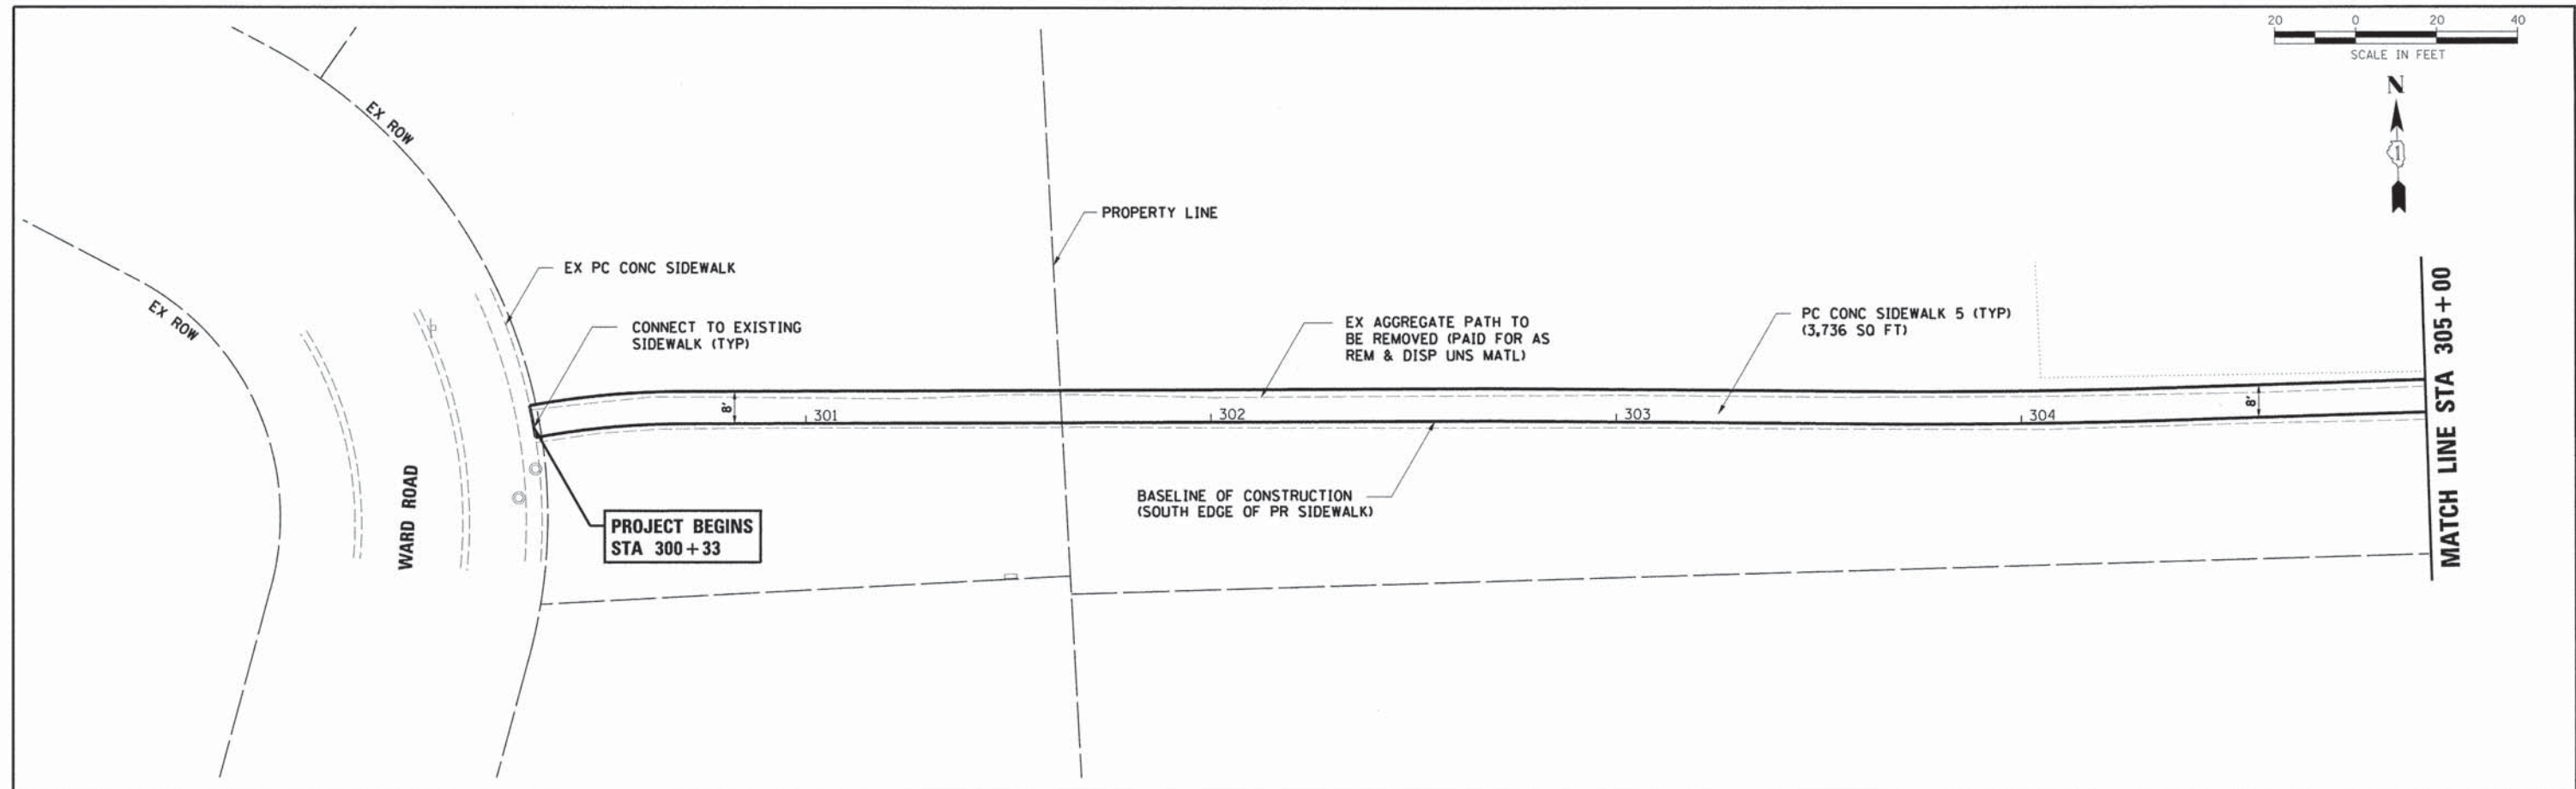 20 0 20 40
SCALE IN FEET
N
1
EX ROW
PROPERTY LINE
EX PC CONC SIDEWALK
EX ROW
CONNECT TO EXISTING
SIDEWALK (TYP)
EX AGGREGATE PATH TO
BE REMOVED (PAID FOR AS
REM & DISP UNS MATL)
PC CONC SIDEWALK 5 (TYP)
(3,736 SQ FT)
MATCH LINE STA 305+00
8'
8'
301
302
303
304
WARD ROAD
BASELINE OF CONSTRUCTION
(SOUTH EDGE OF PR SIDEWALK)
PROJECT BEGINS
STA 300+33